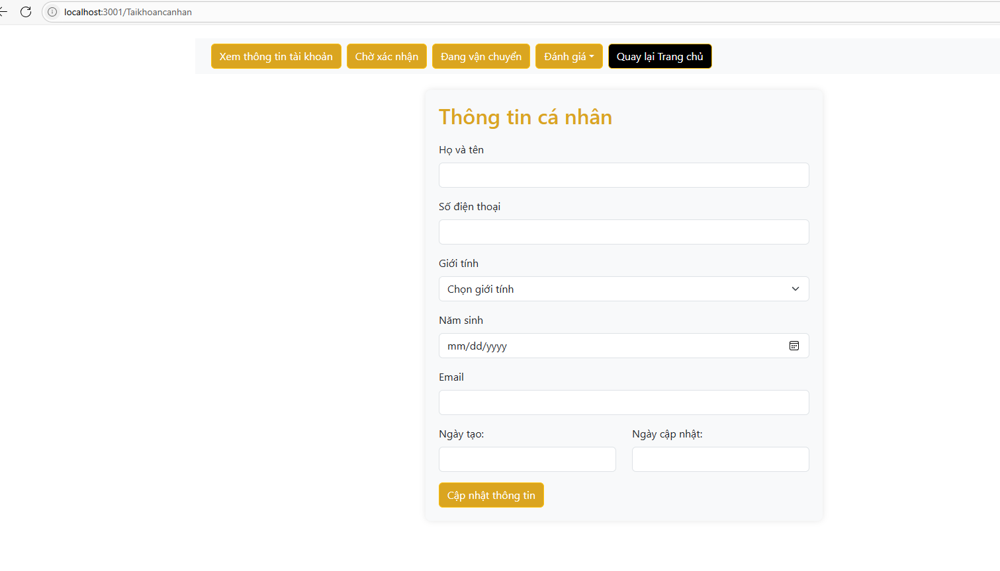 localhost:3001/Taikhoancanhan
Xem thông tin tài khoản Chờ xác nhận Đang vận chuyển Đánh giá Quay lại Trang chủ
Thông tin cá nhân
Họ và tên
Số điện thoại
Giới tính
Chọn giới tính
Năm sinh
mm/dd/yyyy
Email
Ngày tạo: Ngày cập nhật:
Cập nhật thông tin